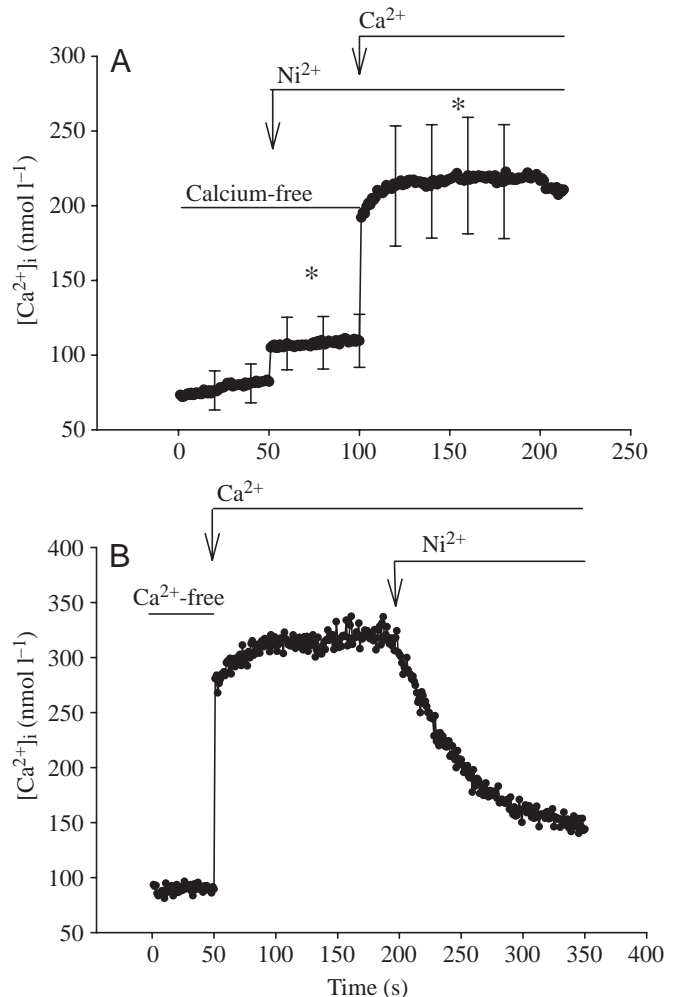 Ca²⁺
A
300
Ni²⁺
250
*
200
Calcium-free
*
150
100
50
[Ca²⁺]ᵢ (nmol l⁻¹)
0 50 100 150 200 250
Ca²⁺
B
400
Ni²⁺
Ca²⁺-free
350
300
250
200
150
100
50
[Ca²⁺]ᵢ (nmol l⁻¹)
0 50 100 150 200 250 300 350 400
Time (s)